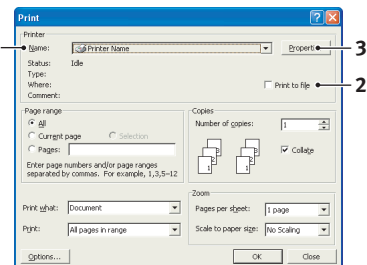 Print
Printer
Name: Printer Name Properti 3
Status: Idle
Type:
Where: Print to file 2
Comment:
Page range
All
Current page Selection
Pages:
Enter page numbers and/or page ranges
separated by commas. For example, 1,3,5–12
Copies
Number of copies: 1
Collate
Print what: Document
Print: All pages in range
Zoom
Pages per sheet: 1 page
Scale to paper size: No Scaling
Options... OK Close